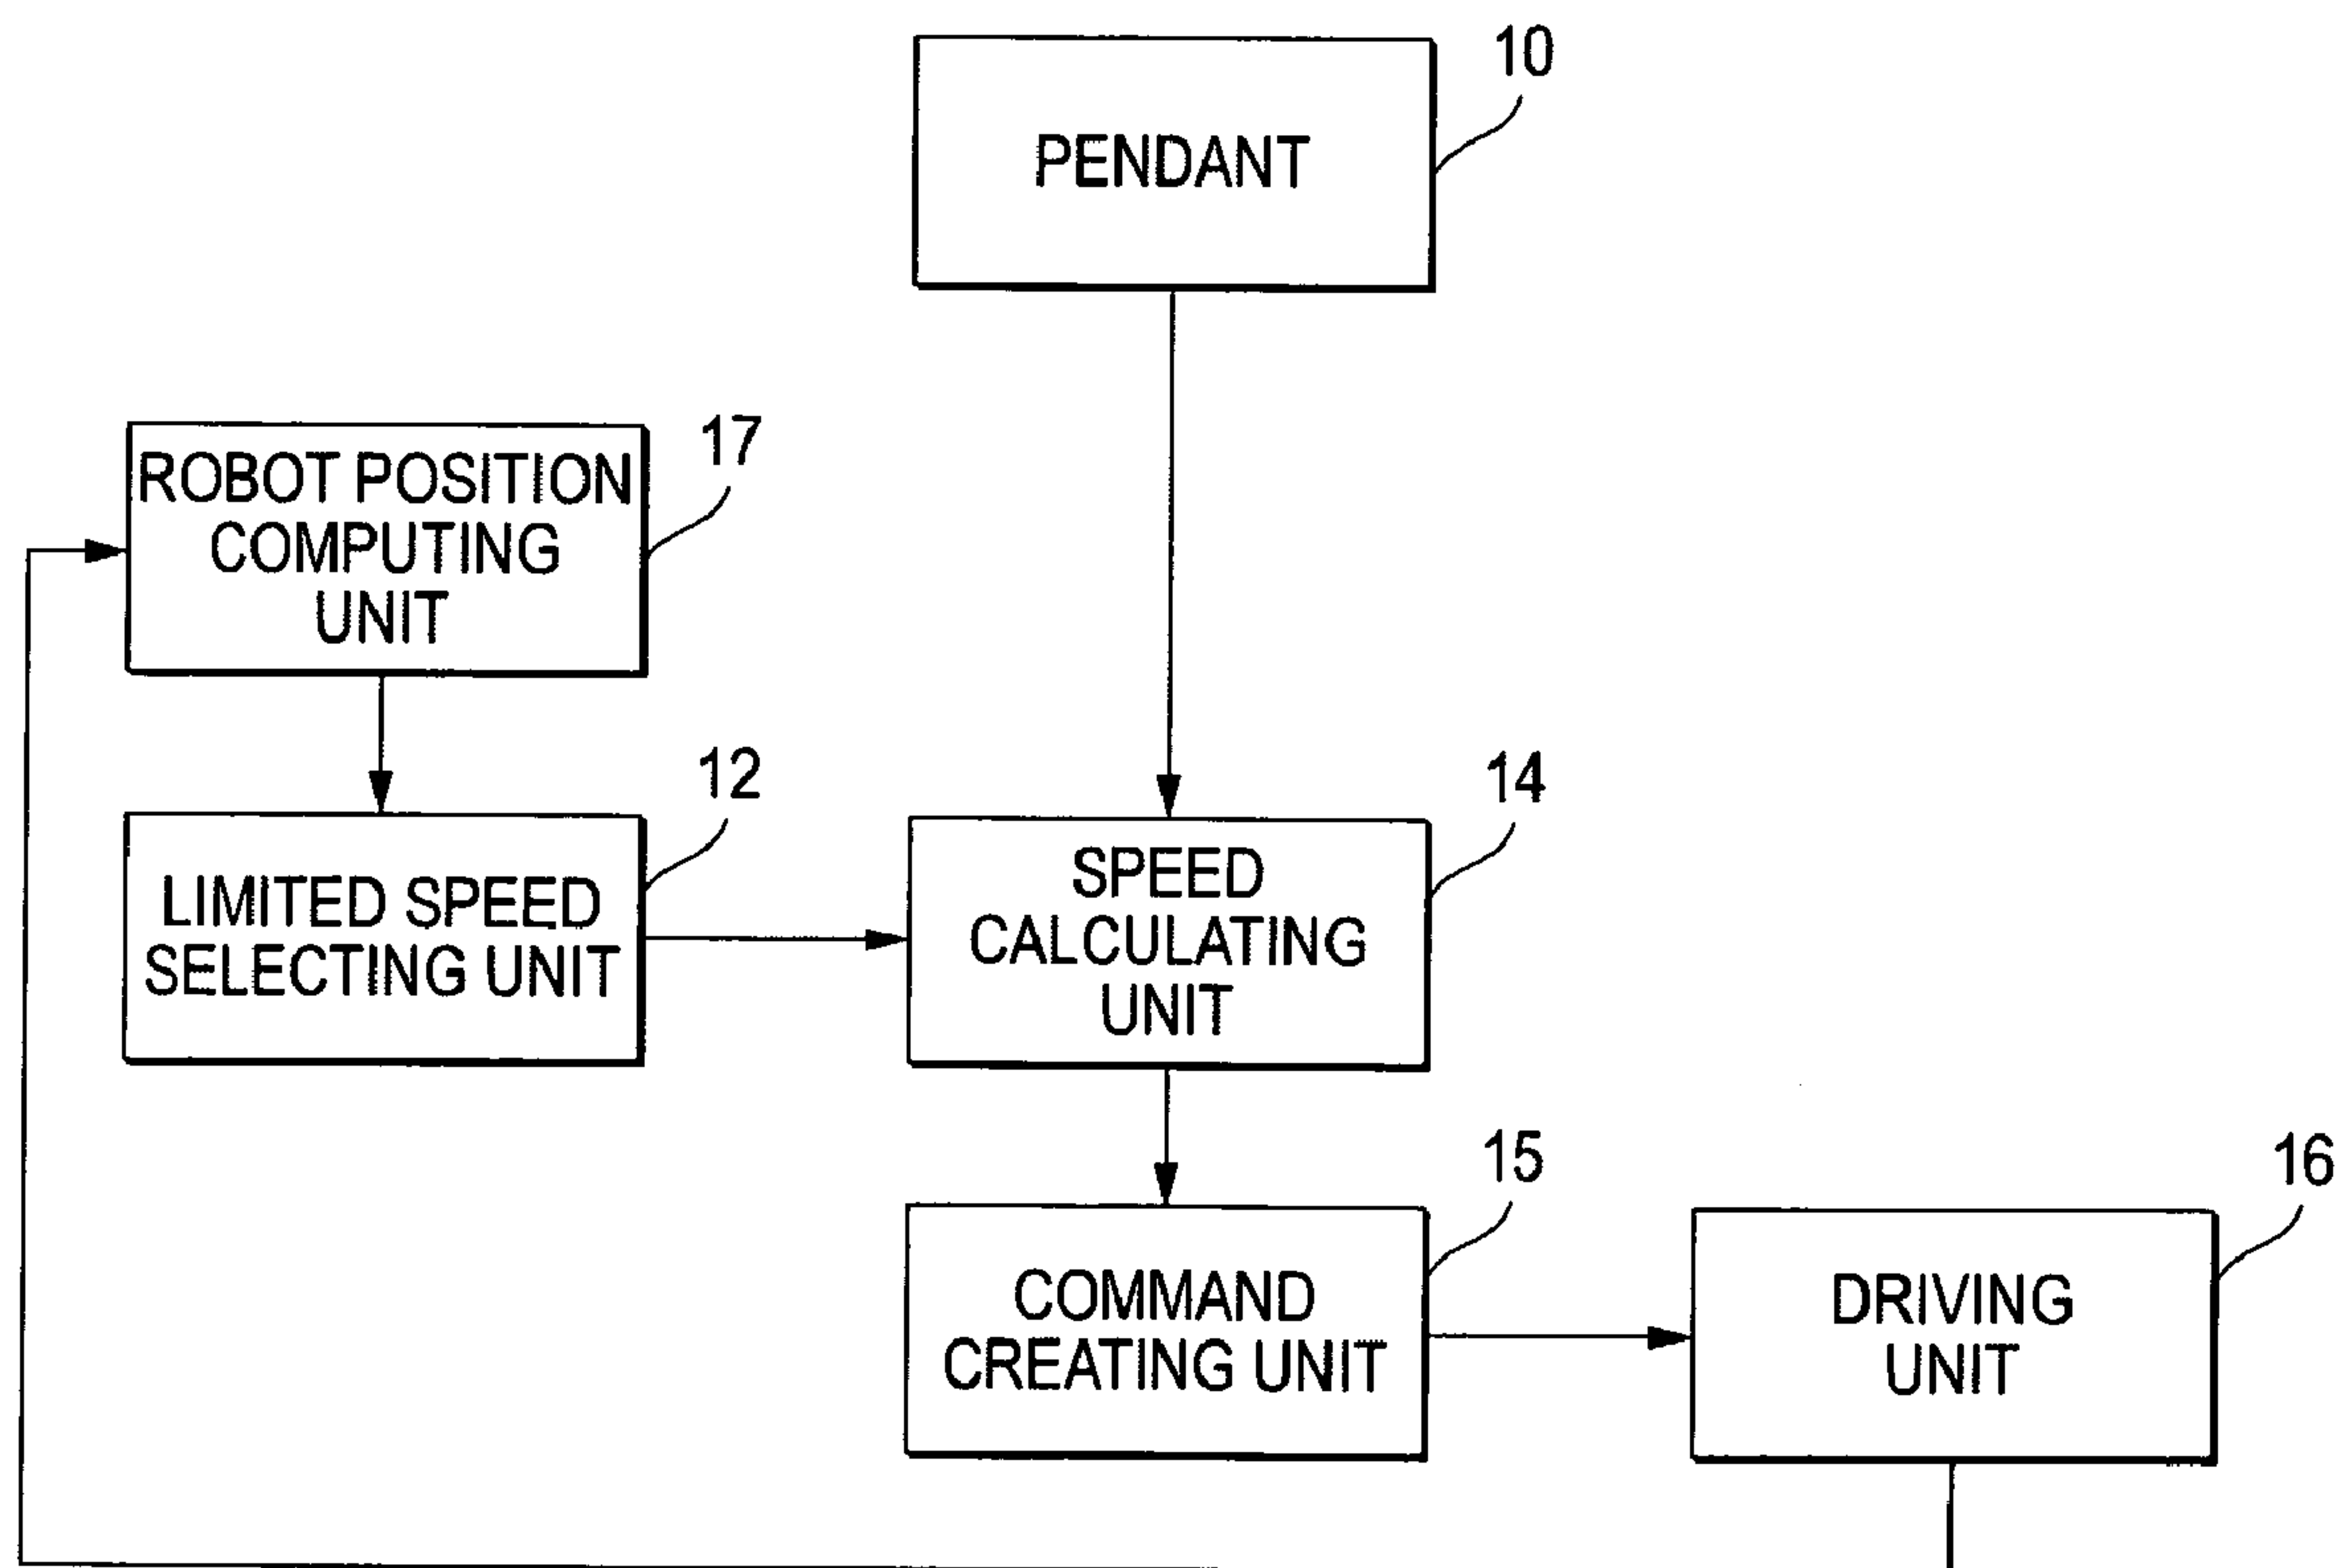 10
PENDANT
17
ROBOT POSITION
COMPUTING
UNIT
12
LIMITED SPEED
SELECTING UNIT
14
SPEED
CALCULATING
UNIT
15
COMMAND
CREATING UNIT
16
DRIVING
UNIT